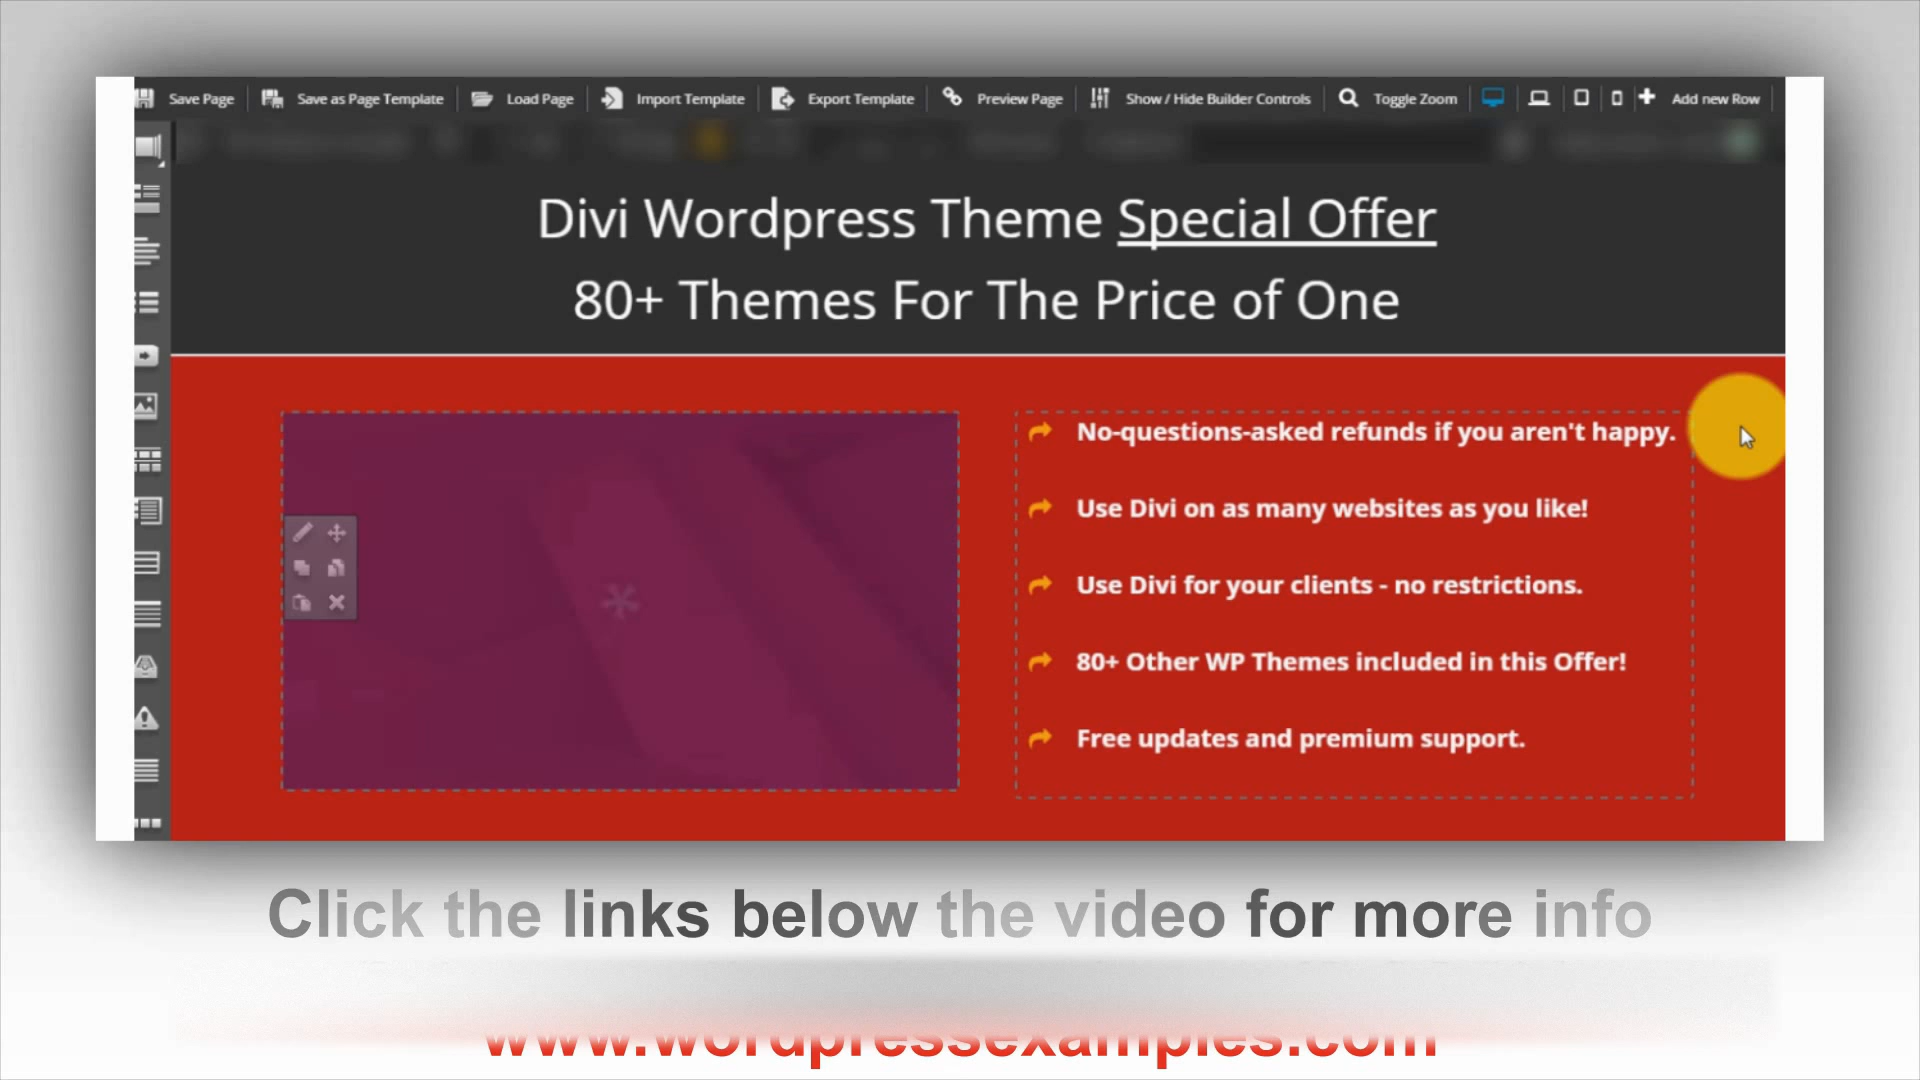 Save Page Save as Page Template Load Page Import Template Export Template Preview Page Show / Hide Builder Controls Toggle Zoom Add new Row
Divi Wordpress Theme Special Offer
80+ Themes For The Price of One
No-questions-asked refunds if you aren't happy.
Use Divi on as many websites as you like!
Use Divi for your clients - no restrictions.
80+ Other WP Themes included in this Offer!
Free updates and premium support.
Click the links below the video for more info
www.wordpressexamples.com